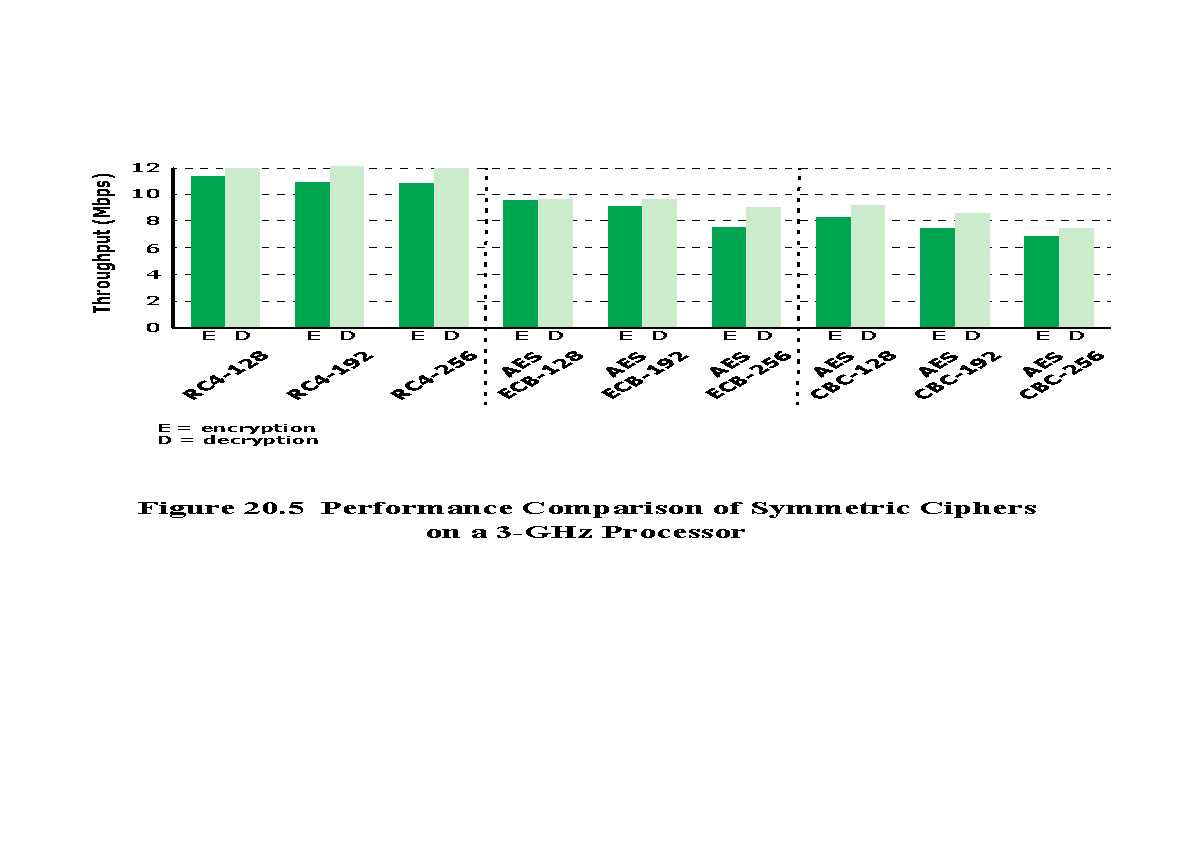 Throughput (Mbps)
12
10
8
6
4
2
0
E D E D E D E D E D E D E D E D E D
RC4-128
RC4-192
RC4-256
AES
ECB-128
AES
ECB-192
AES
ECB-256
AES
CBC-128
AES
CBC-192
AES
CBC-256
E = encryption
D = decryption
Figure 20.5 Performance Comparison of Symmetric Ciphers
on a 3-GHz Processor